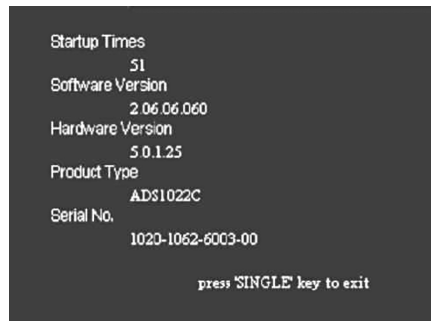 Startup Times
51
Software Version
2.06.06.060
Hardware Version
5.0.1.25
Product Type
ADS1022C
Serial No.
1020-1062-6003-00
press 'SINGLE' key to exit